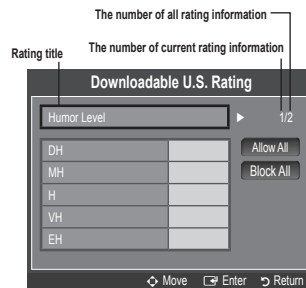 The number of all rating information
The number of current rating information
Rating title
Downloadable U.S. Rating
Humor Level 1/2
DH Allow All
MH Block All
H
VH
EH
Move Enter Return